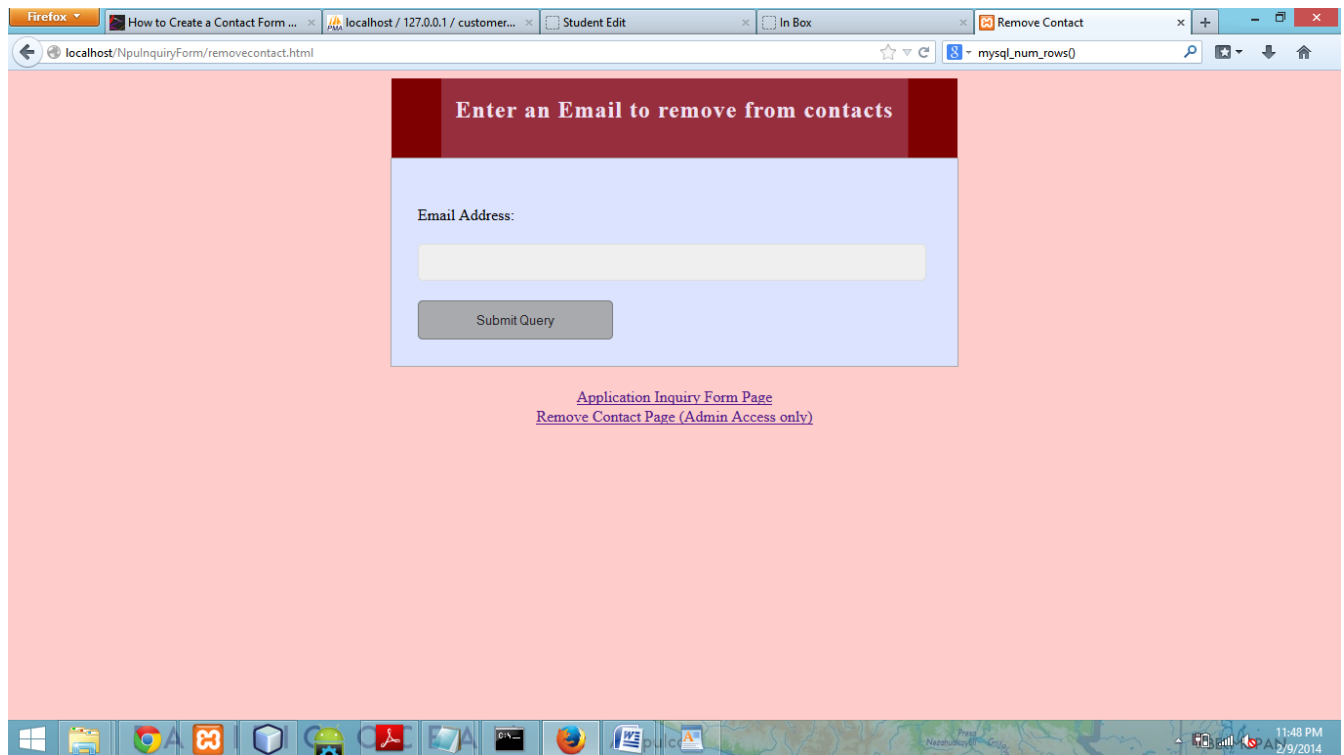 Firefox
How to Create a Contact Form ...
localhost / 127.0.0.1 / customer...
Student Edit
In Box
Remove Contact
localhost/NpuInquiryForm/removecontact.html
mysql_num_rows()
Enter an Email to remove from contacts
Email Address:
Submit Query
Application Inquiry Form Page
Remove Contact Page (Admin Access only)
11:48 PM
2/9/2014